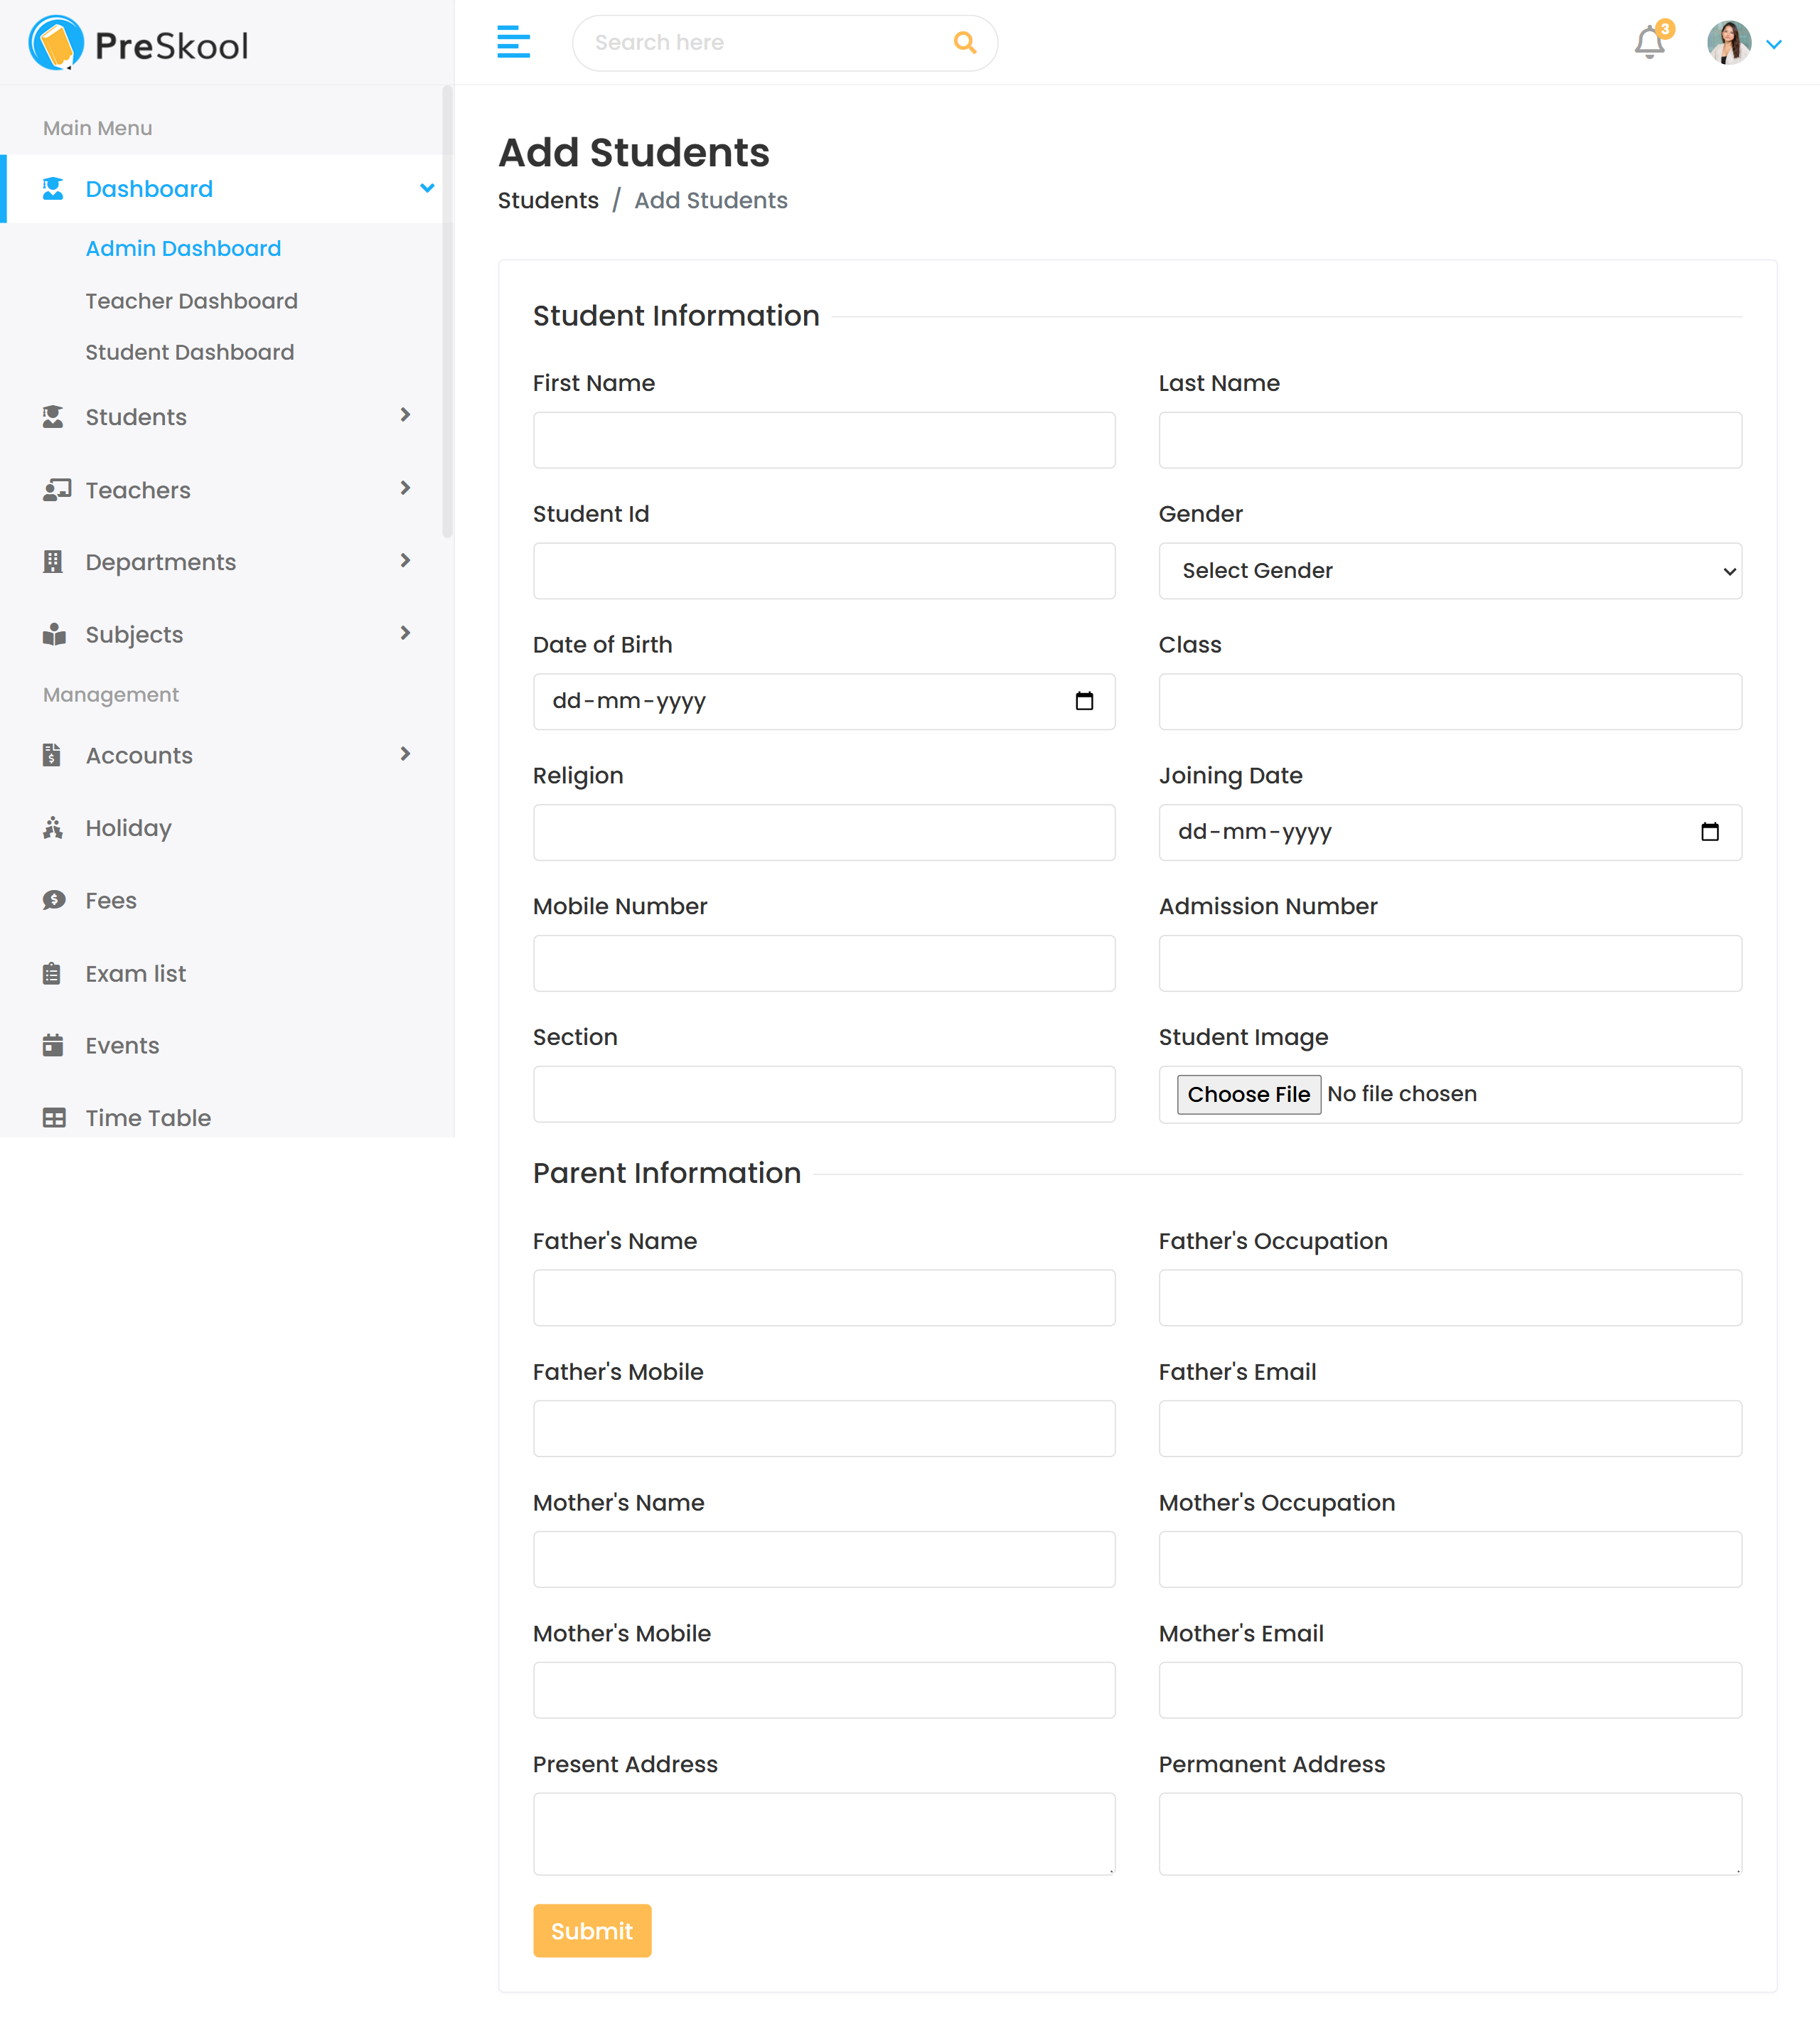 PreSkool
Search here
3
Main Menu
Dashboard
Admin Dashboard
Teacher Dashboard
Student Dashboard
Students
Teachers
Departments
Subjects
Management
Accounts
Holiday
Fees
Exam list
Events
Time Table
Add Students
Students / Add Students
Student Information
First Name
Last Name
Student Id
Gender
Select Gender
Date of Birth
Class
dd-mm-yyyy
Religion
Joining Date
dd-mm-yyyy
Mobile Number
Admission Number
Section
Student Image
Choose File No file chosen
Parent Information
Father's Name
Father's Occupation
Father's Mobile
Father's Email
Mother's Name
Mother's Occupation
Mother's Mobile
Mother's Email
Present Address
Permanent Address
Submit